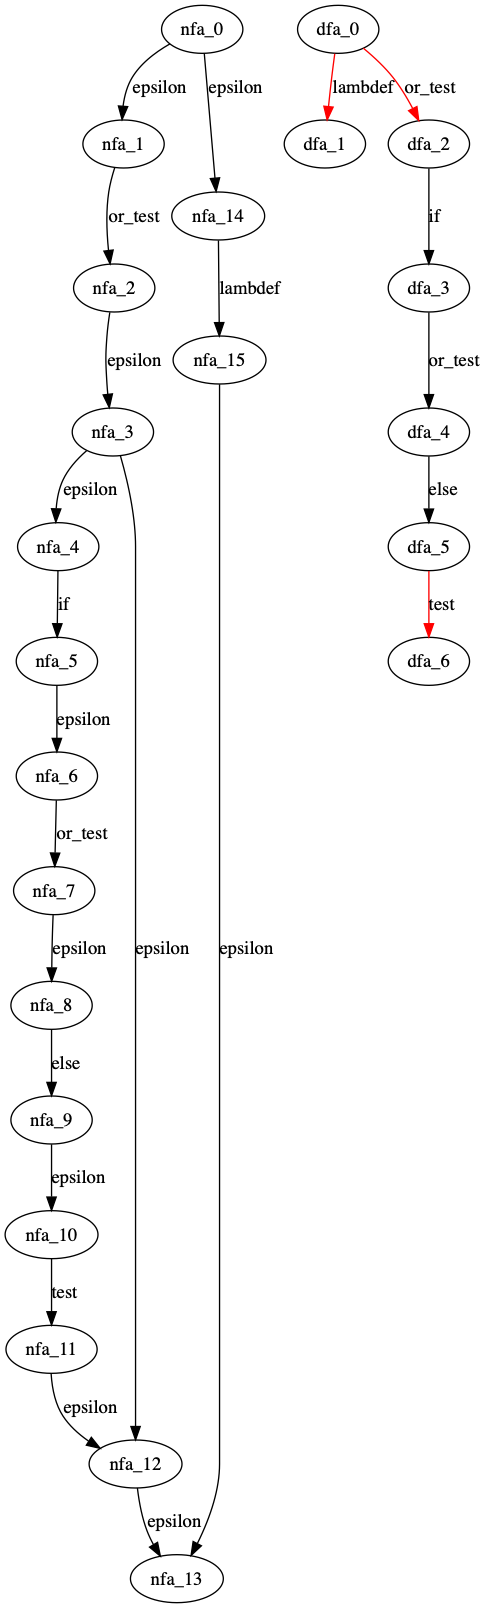 nfa_0
dfa_0
epsilon
epsilon
lambdef
or_test
nfa_1
dfa_1
dfa_2
nfa_14
or_test
if
nfa_2
lambdef
dfa_3
epsilon
nfa_15
or_test
nfa_3
dfa_4
epsilon
else
nfa_4
dfa_5
if
test
nfa_5
dfa_6
epsilon
nfa_6
or_test
nfa_7
epsilon
epsilon
epsilon
nfa_8
else
nfa_9
epsilon
nfa_10
test
nfa_11
epsilon
nfa_12
epsilon
nfa_13